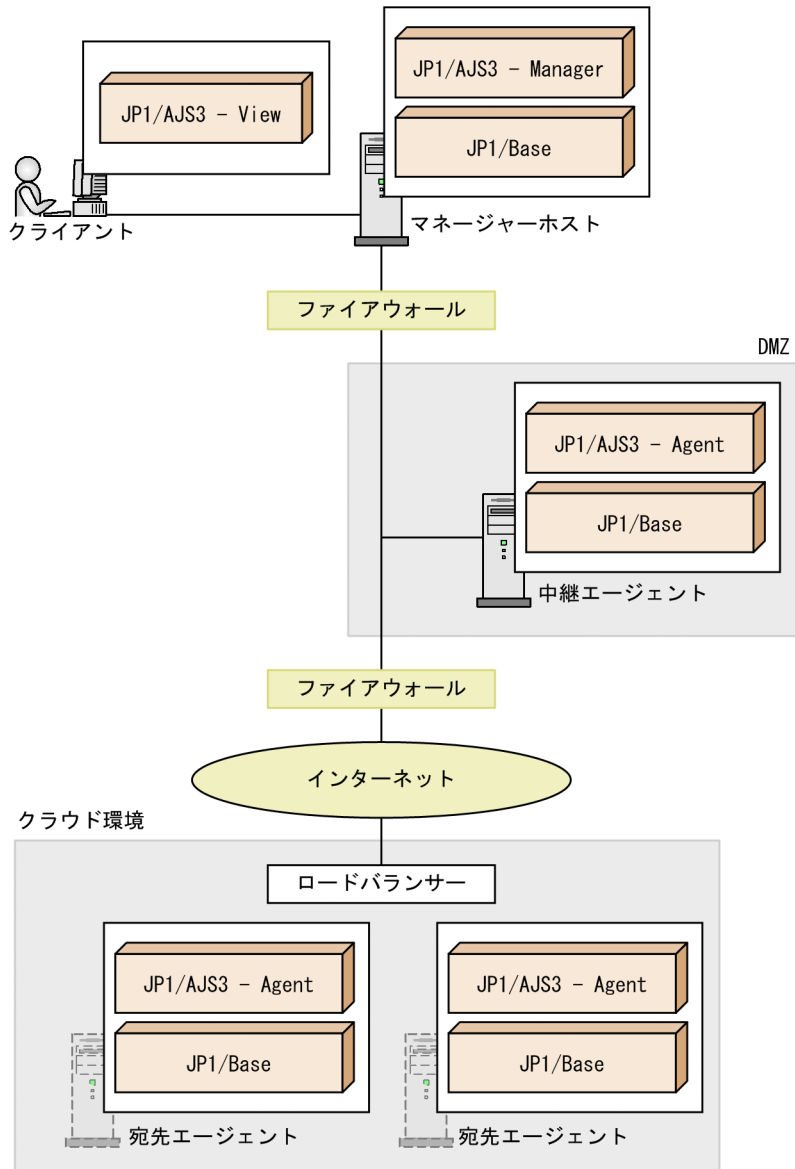 JP1/AJS3 - View
JP1/AJS3 - Manager
JP1/Base
クライアント
マネージャーホスト
ファイアウォール
DMZ
JP1/AJS3 - Agent
JP1/Base
中継エージェント
ファイアウォール
インターネット
クラウド環境
ロードバランサー
JP1/AJS3 - Agent
JP1/Base
宛先エージェント
JP1/AJS3 - Agent
JP1/Base
宛先エージェント